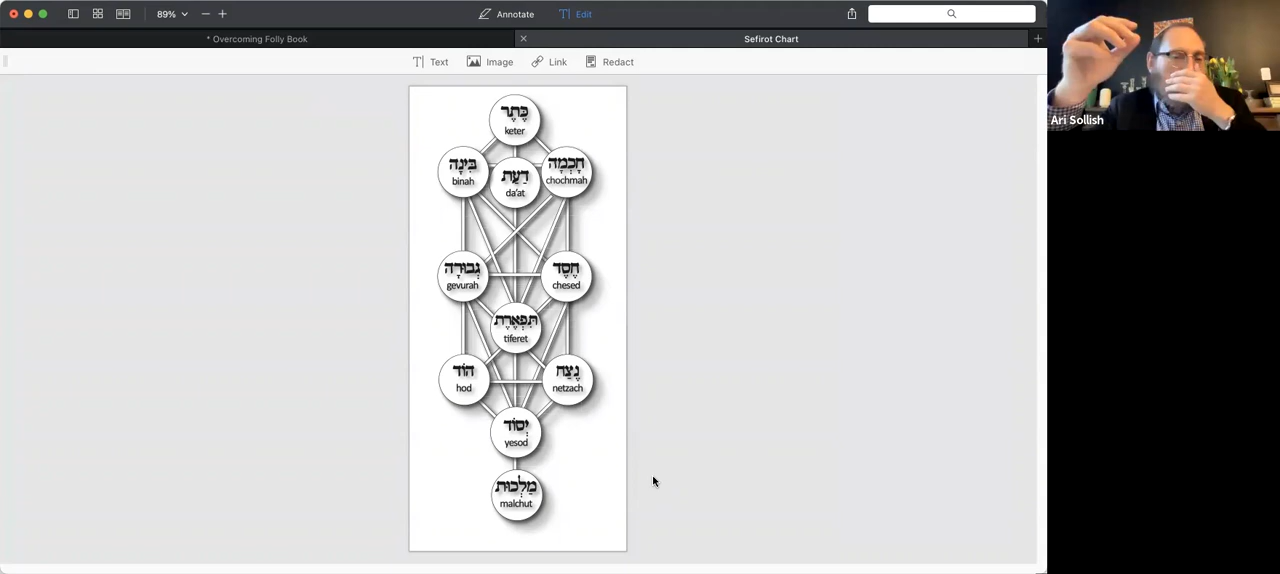 89%
Annotate
Edit
* Overcoming Folly Book
Sefirot Chart
Text
Image
Link
Redact
Ari Sollish
כֶּתֶר
keter
בִּינָה
binah
דַּעַת
da'at
חָכְמָה
chochmah
גְּבוּרָה
gevurah
חֶסֶד
chesed
תִּפְאֶרֶת
tiferet
הוֹד
hod
נֶצַח
netzach
יְסוֹד
yesod
מַלְכוּת
malchut